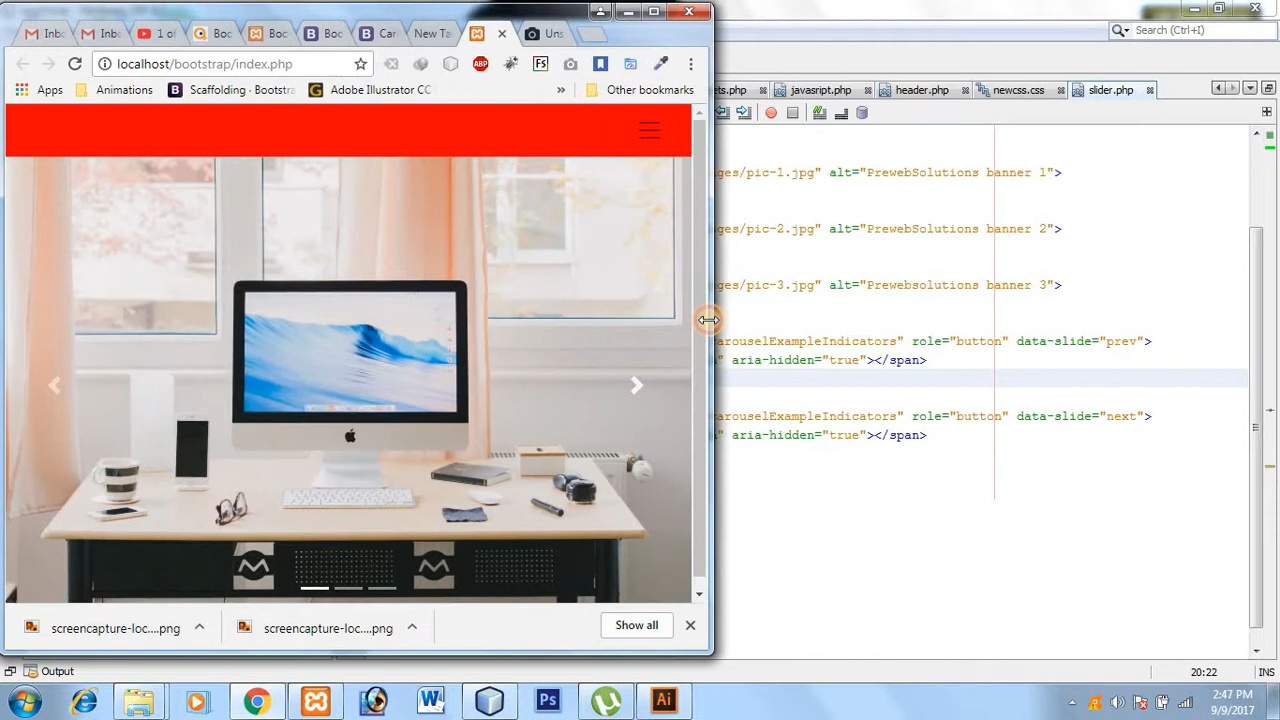 Inb
Inb
1 of
Boc
Boc
Boc
Car
New Ta
Uns
localhost/bootstrap/index.php
ABP
FS
Apps
Animations
Scaffolding · Bootstra
Adobe Illustrator CC
»
Other bookmarks
Search (Ctrl+I)
ets.php
javasript.php
header.php
newcss.css
slider.php
ges/pic-1.jpg" alt="PrewebSolutions banner 1">
ges/pic-2.jpg" alt="PrewebSolutions banner 2">
ges/pic-3.jpg" alt="Prewebsolutions banner 3">
arouselExampleIndicators" role="button" data-slide="prev">
" aria-hidden="true"></span>
arouselExampleIndicators" role="button" data-slide="next">
" aria-hidden="true"></span>
screencapture-loc....png
screencapture-loc....png
Show all
Output
20:22
INS
W
Ps
Ai
2:47 PM
9/9/2017